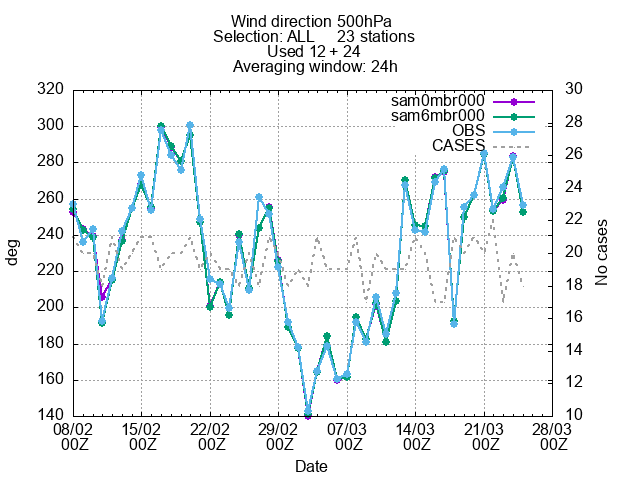 Wind direction 500hPa
Selection: ALL 23 stations
Used 12 + 24
Averaging window: 24h
sam0mbr000
sam6mbr000
OBS
CASES
deg
320
300
280
260
240
220
200
180
160
140
30
28
26
24
22
20
18
16
14
12
10
No cases
08/02 15/02 22/02 29/02 07/03 14/03 21/03 28/03
00Z 00Z 00Z 00Z 00Z 00Z 00Z 00Z
Date